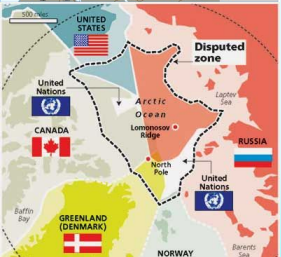 500 miles
UNITED
STATES
Disputed
zone
United
Nations
Arctic
Ocean
Laptev
Sea
CANADA
Lomonosov
Ridge
RUSSIA
North
Pole
United
Nations
Baffin
Bay
GREENLAND
(DENMARK)
NORWAY
Barents
Sea